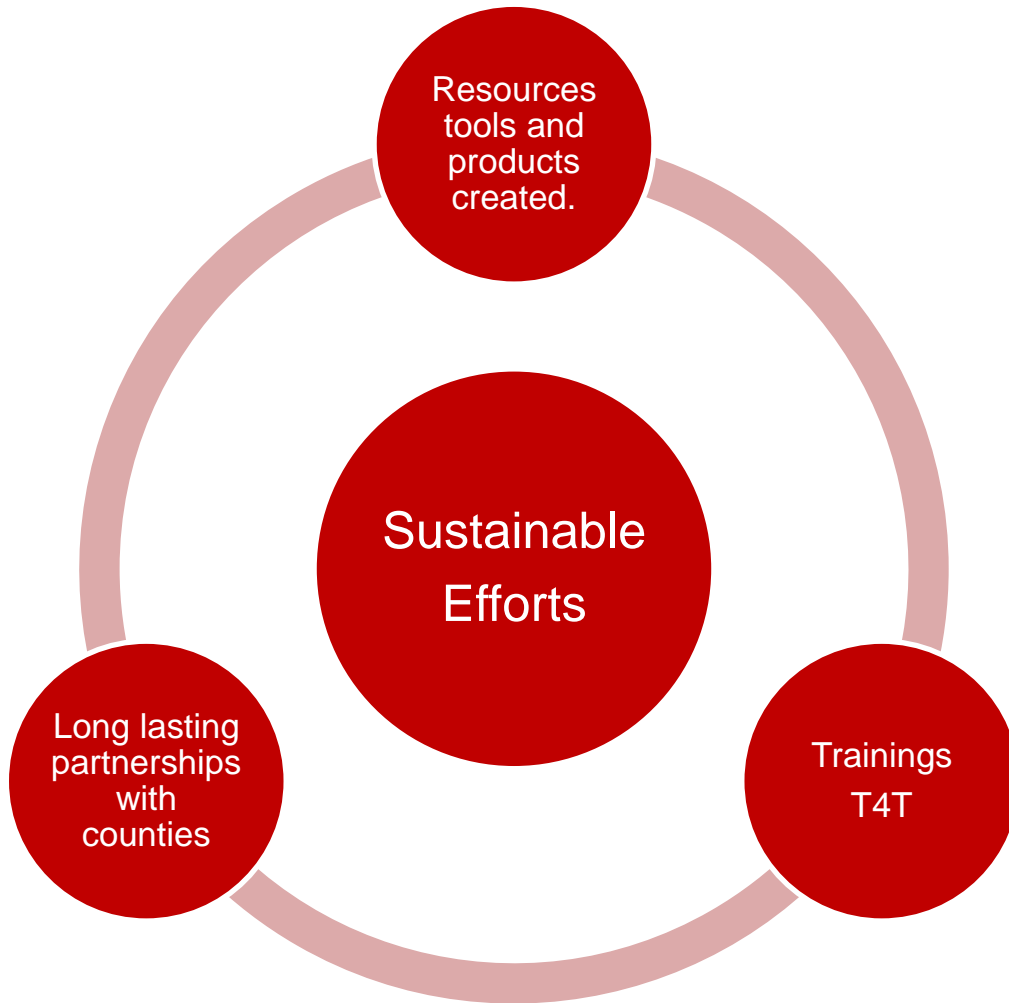 Resources
tools and
products
created.
Sustainable
Efforts
Long lasting
partnerships
with
counties
Trainings
T4T